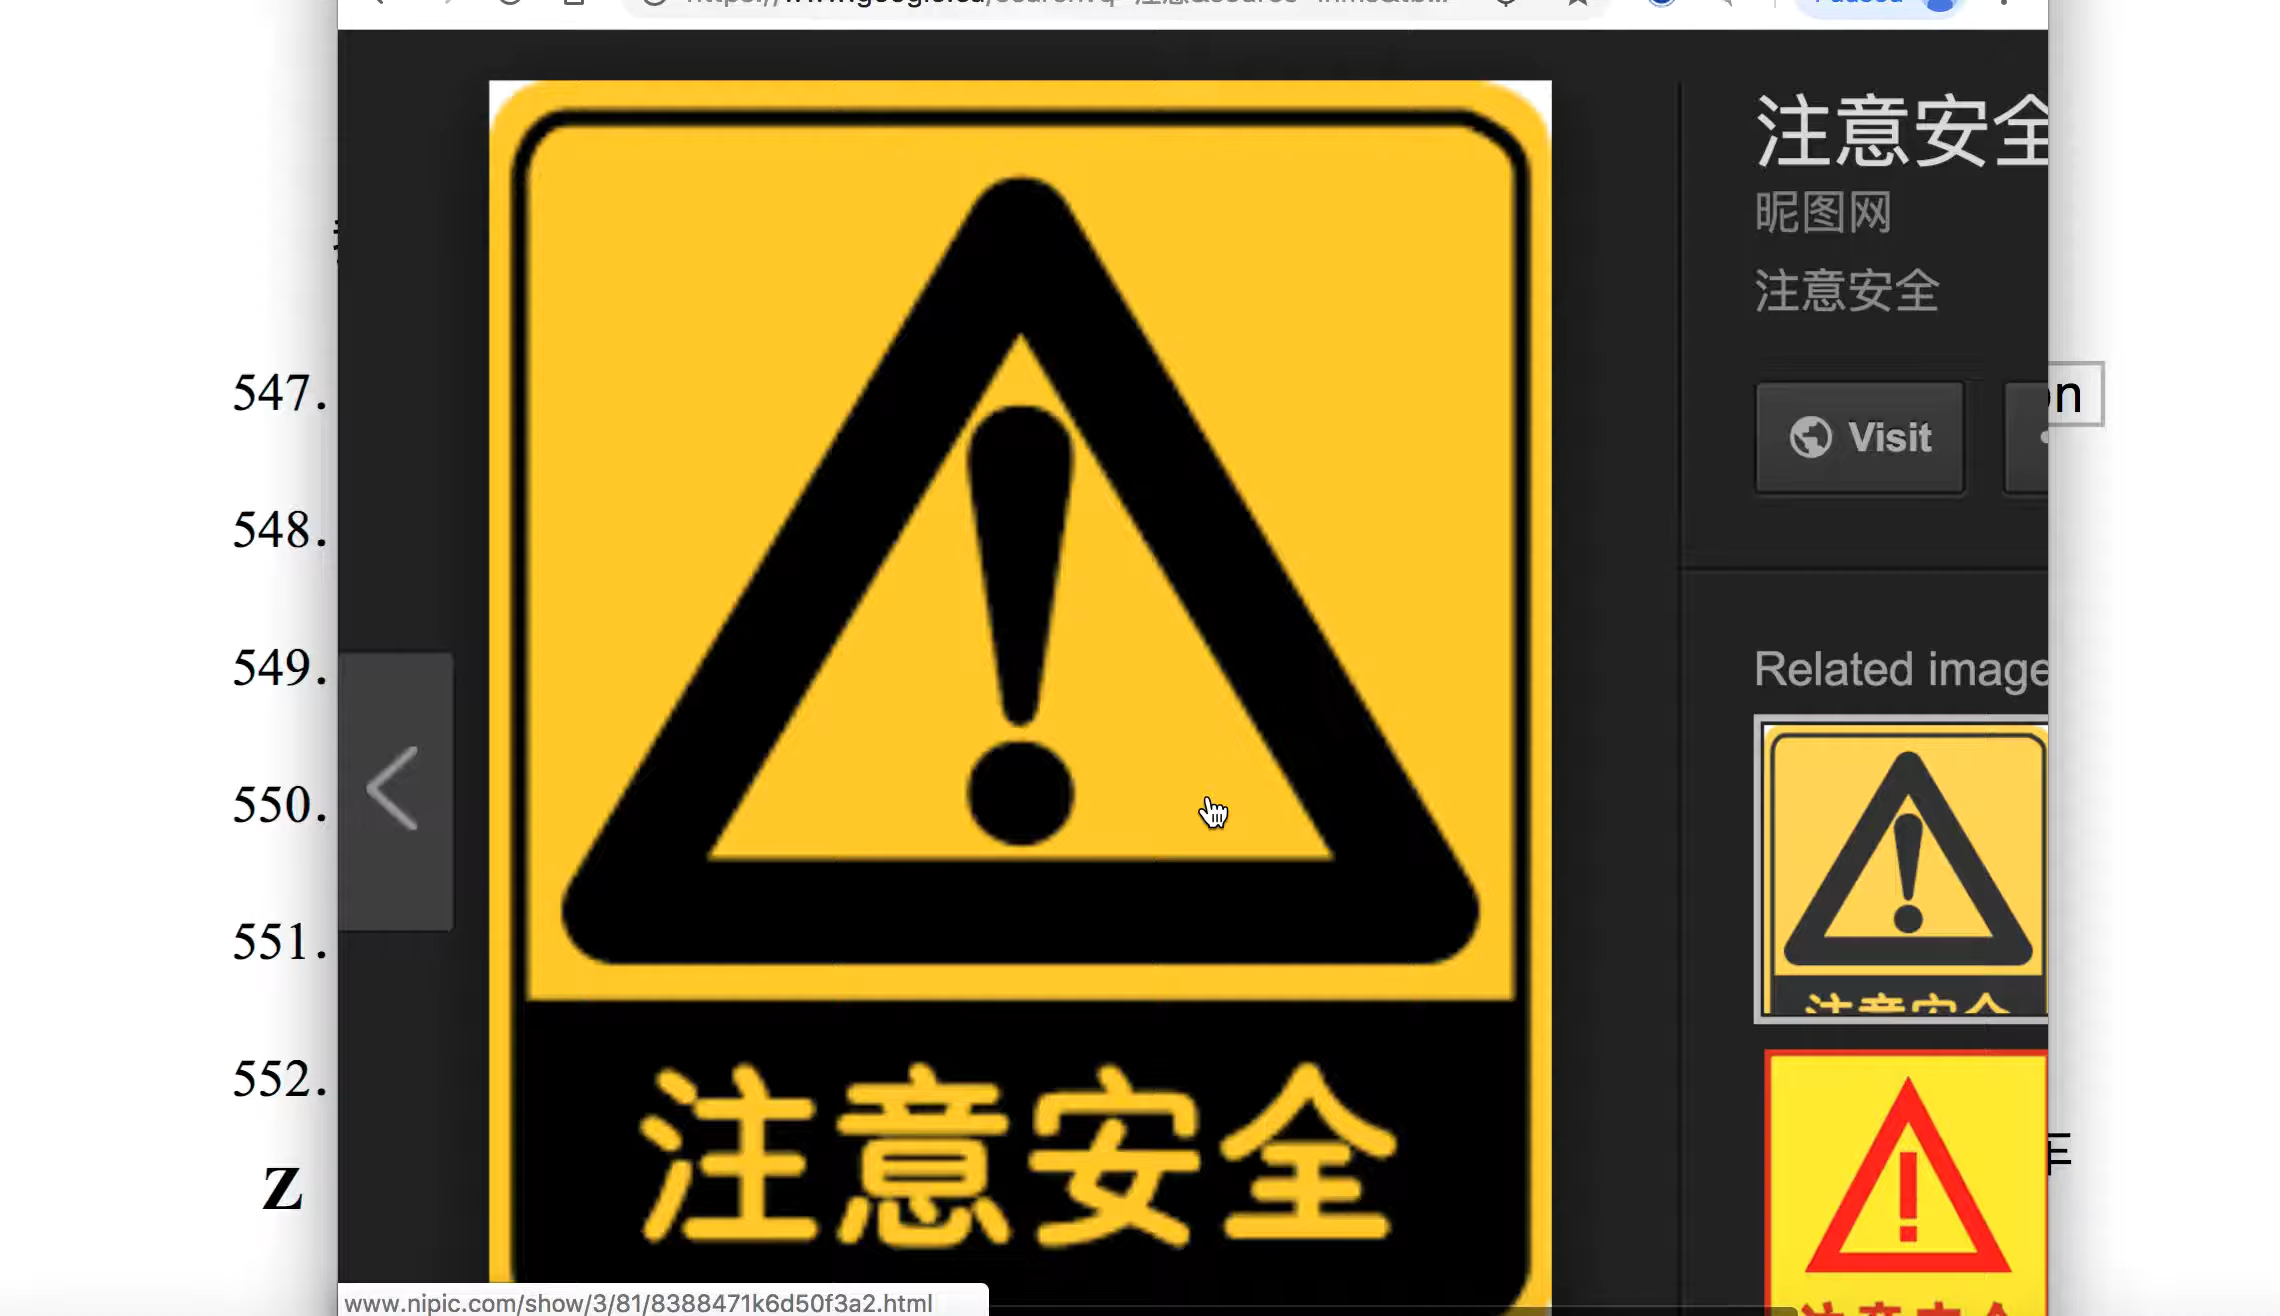 注意安全
昵图网
注意安全
547.
Visit
548.
549.
Related image
550.
551.
552.
Z
注意安全
www.nipic.com/show/3/81/8388471k6d50f3a2.html